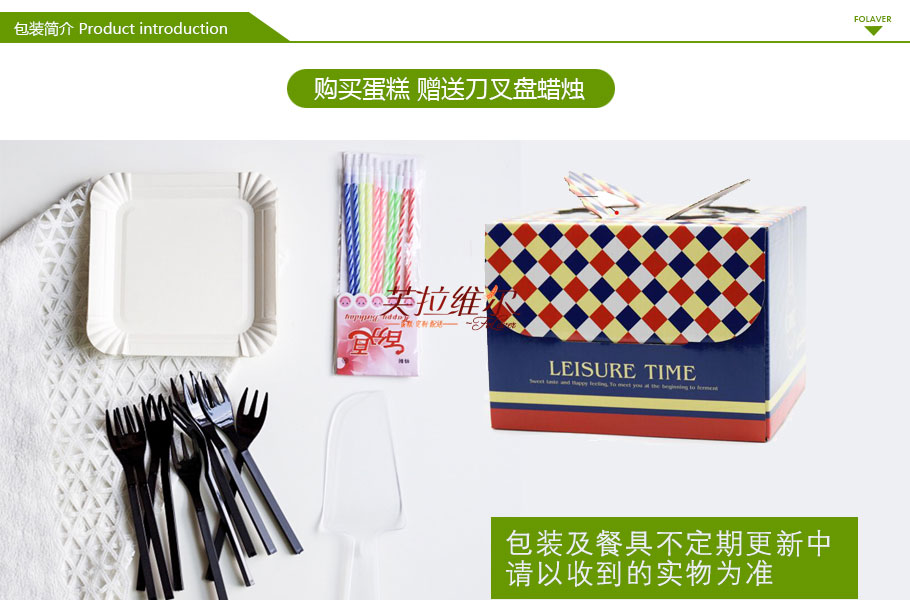 包装简介 Product introduction
FOLAVER
购买蛋糕 赠送刀叉盘蜡烛
芙拉维尔
Happy birthday
LEISURE TIME
Sweet taste and Happy feeling, To meet you at the beginning to ferment
包装及餐具不定期更新中
请以收到的实物为准